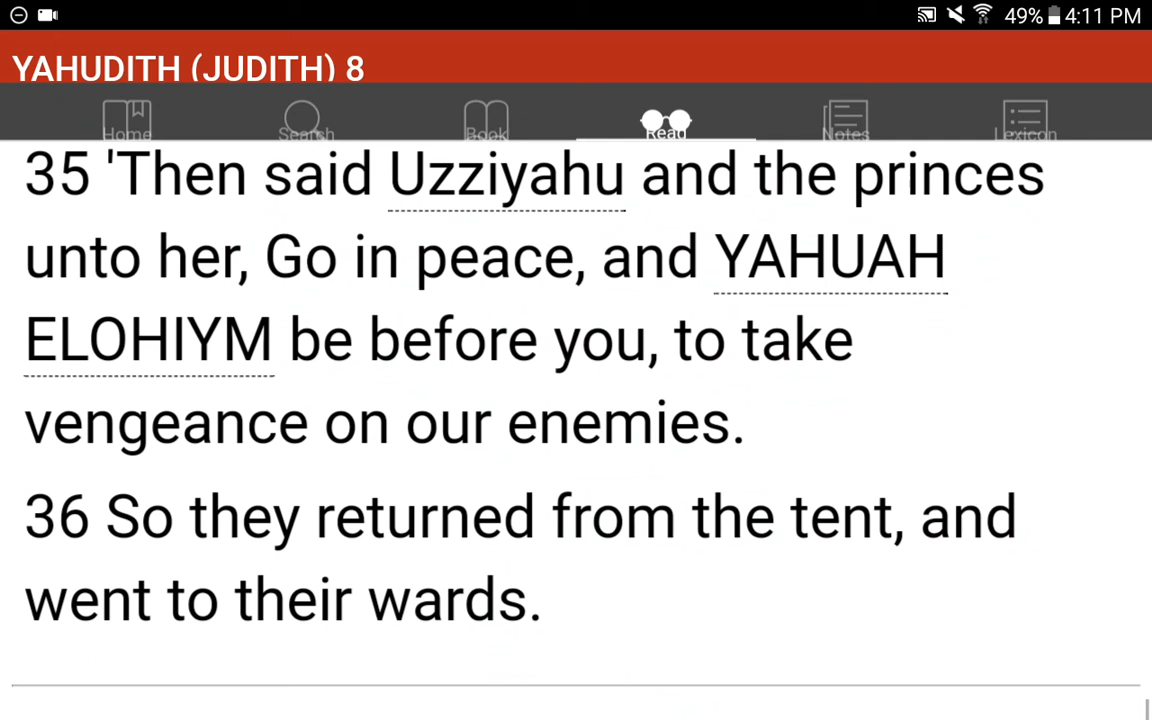 49% 4:11 PM
YAHUDITH (JUDITH) 8
Home Search Book Read Notes Lexicon
35 'Then said Uzziyahu and the princes
unto her, Go in peace, and YAHUAH
ELOHIYM be before you, to take
vengeance on our enemies.
36 So they returned from the tent, and
went to their wards.